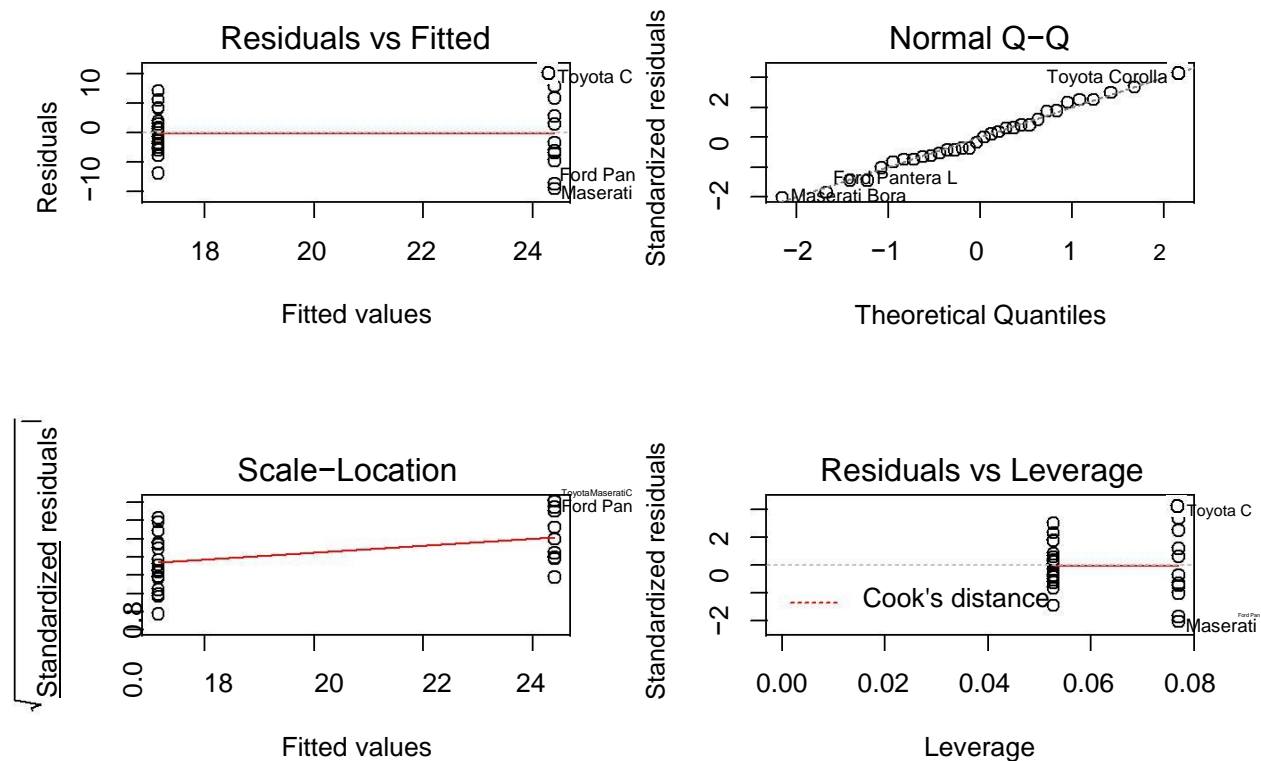 Residuals vs Fitted
Residuals
10
0
−10
Toyota C
Ford Pan
Maserati
18
20
22
24
Fitted values
Normal Q−Q
Standardized residuals
2
0
−2
Toyota Corolla
Ford Pantera L
Maserati Bora
−2
−1
0
1
2
Theoretical Quantiles
Scale−Location
√|Standardized residuals|
0.8
0.0
ToyotaMaseratiC
Ford Pan
18
20
22
24
Fitted values
Residuals vs Leverage
Standardized residuals
2
0
−2
Toyota C
Cook's distance
Ford Pan
Maserati
0.00
0.02
0.04
0.06
0.08
Leverage